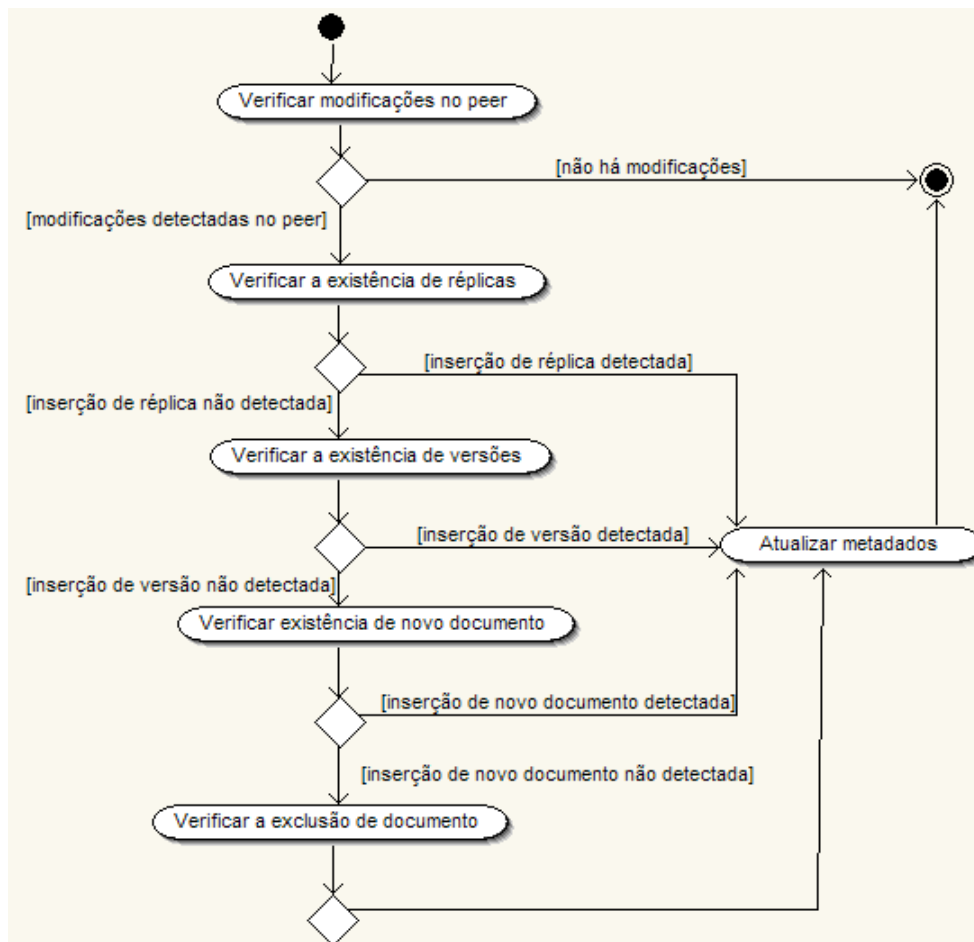 Verificar modificações no peer
[não há modificações]
[modificações detectadas no peer]
Verificar a existência de réplicas
[inserção de réplica detectada]
[inserção de réplica não detectada]
Verificar a existência de versões
[inserção de versão detectada]
Atualizar metadados
[inserção de versão não detectada]
Verificar existência de novo documento
[inserção de novo documento detectada]
[inserção de novo documento não detectada]
Verificar a exclusão de documento